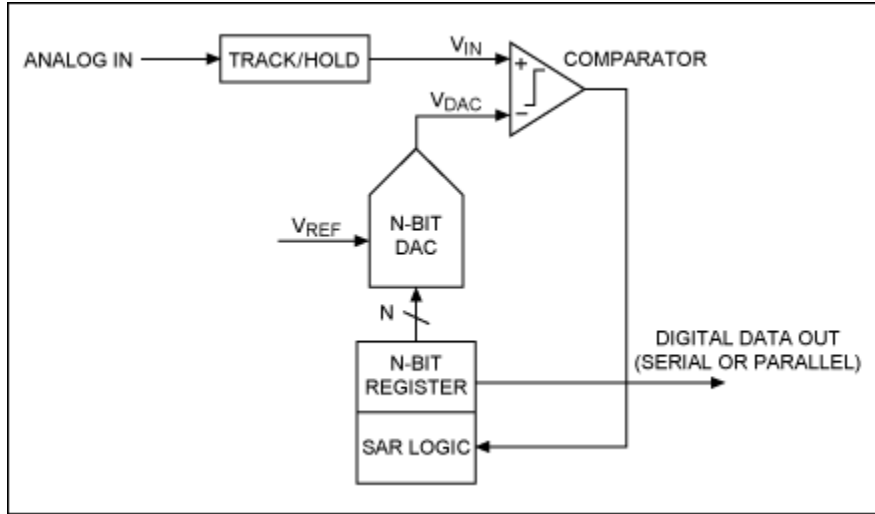 ANALOG IN
TRACK/HOLD
VIN
COMPARATOR
+
VDAC
−
VREF
N-BIT
DAC
N
N-BIT
REGISTER
DIGITAL DATA OUT
(SERIAL OR PARALLEL)
SAR LOGIC